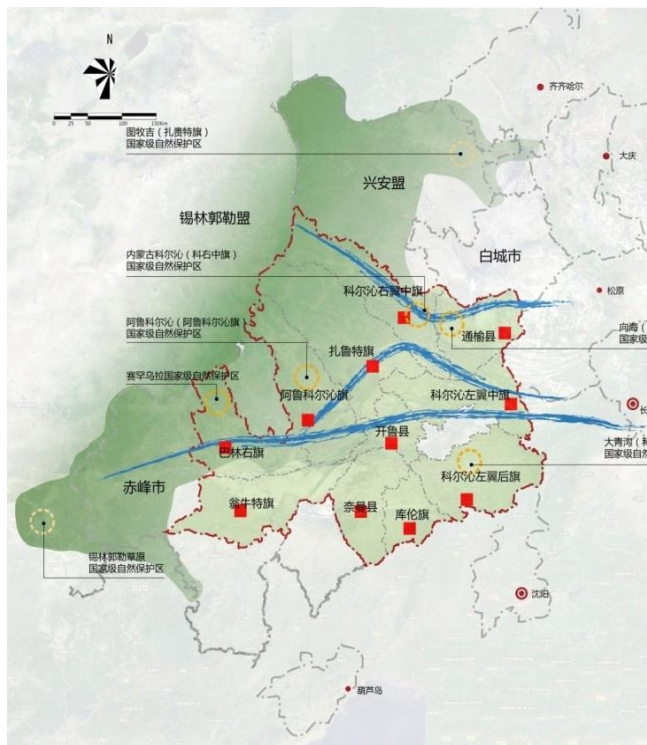 N
0 25 50 100 150Km
齐齐哈尔
图牧吉(扎赉特旗)
国家级自然保护区
大庆
兴安盟
锡林郭勒盟
内蒙古科尔沁(科右中旗)
国家级自然保护区
白城市
科尔沁右翼中旗
松原
阿鲁科尔沁(阿鲁科尔沁旗)
国家级自然保护区
向海(
国家级
通榆县
扎鲁特旗
赛罕乌拉国家级自然保护区
阿鲁科尔沁旗
科尔沁左翼中旗
长
开鲁县
大青沟(科
国家级自然
巴林右旗
赤峰市
科尔沁左翼后旗
翁牛特旗
奈曼县
库伦旗
锡林郭勒草原
国家级自然保护区
沈阳
葫芦岛